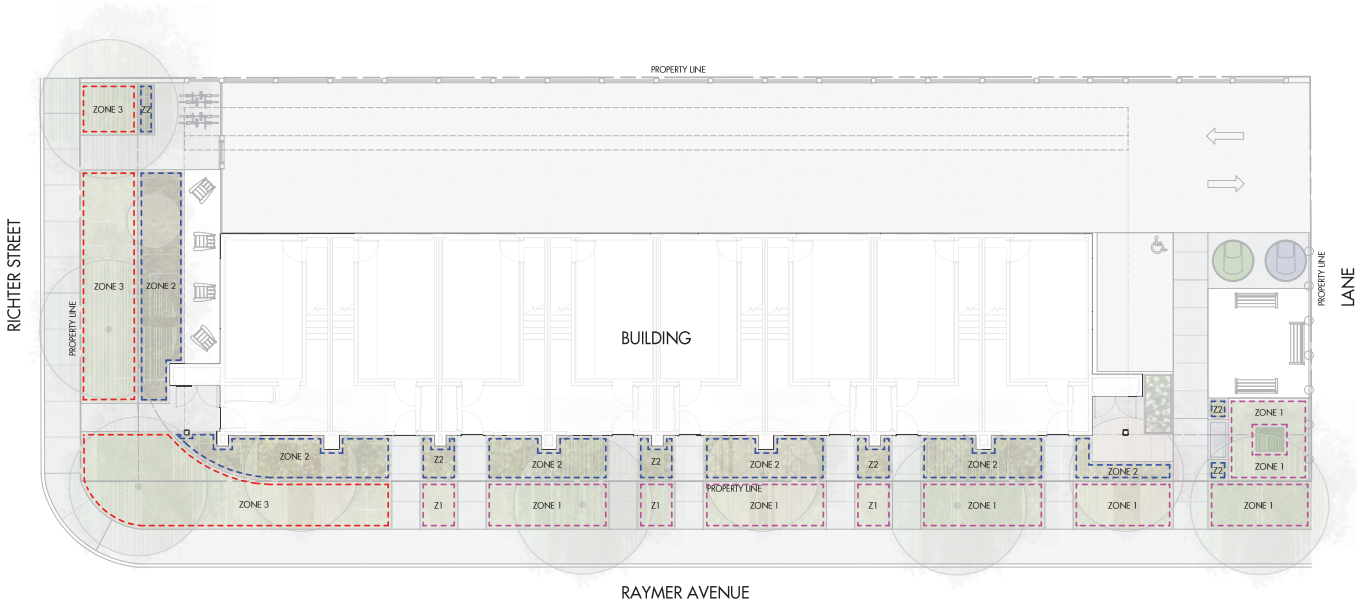 PROPERTY LINE
ZONE 3
Z2
RICHTER STREET
PROPERTY LINE
ZONE 3
ZONE 2
BUILDING
PROPERTY LINE
LANE
Z2
ZONE 1
ZONE 2
Z2
ZONE 2
Z2
ZONE 2
Z2
ZONE 2
ZONE 2
Z2
ZONE 1
PROPERTY LINE
ZONE 3
Z1
ZONE 1
Z1
ZONE 1
Z1
ZONE 1
ZONE 1
ZONE 1
RAYMER AVENUE